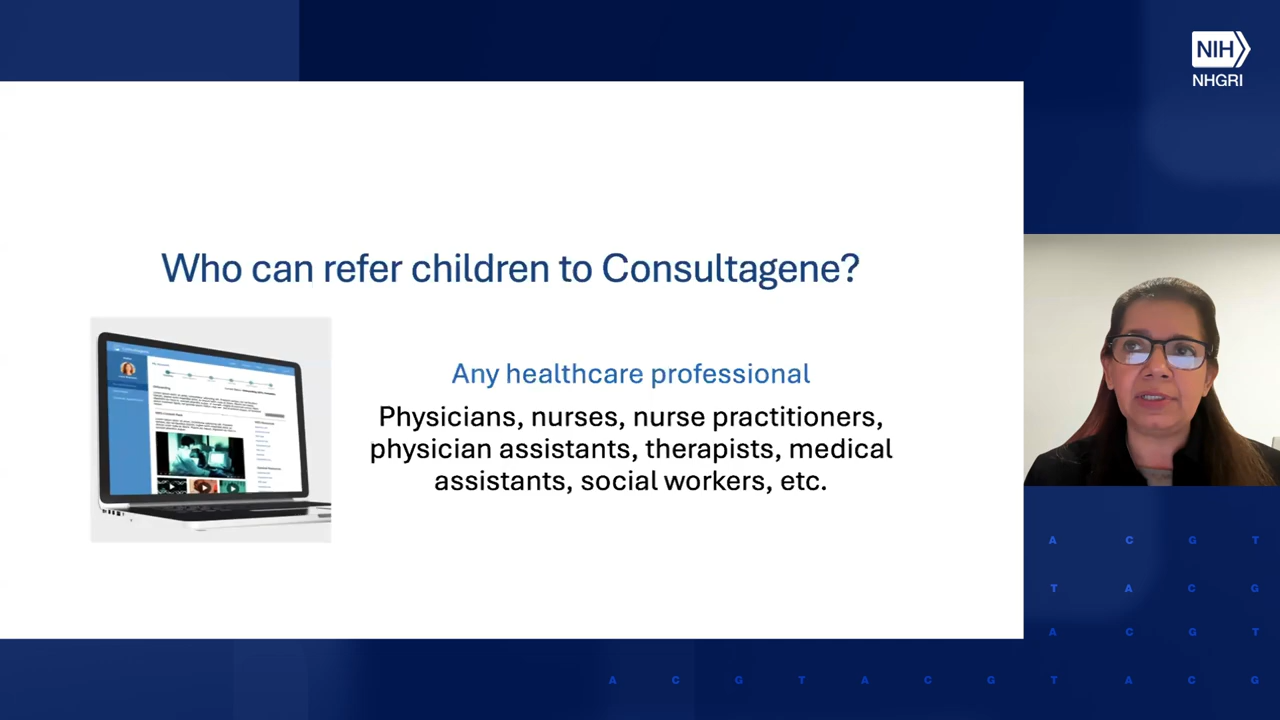 NIH
NHGRI
Who can refer children to Consultagene?
Any healthcare professional
Physicians, nurses, nurse practitioners,
physician assistants, therapists, medical
assistants, social workers, etc.
A C G T
T A C G
A C G T
A C G T A C G T A C G